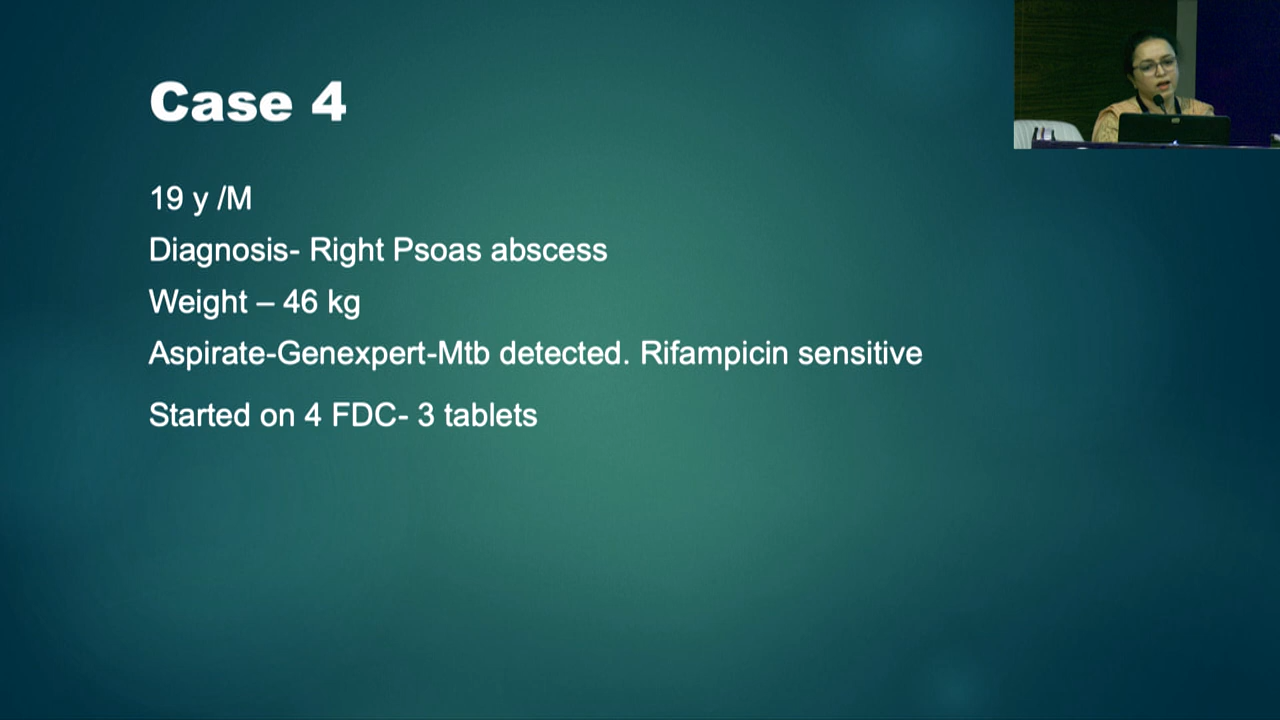 Case 4
19 y /M
Diagnosis- Right Psoas abscess
Weight – 46 kg
Aspirate-Genexpert-Mtb detected. Rifampicin sensitive
Started on 4 FDC- 3 tablets